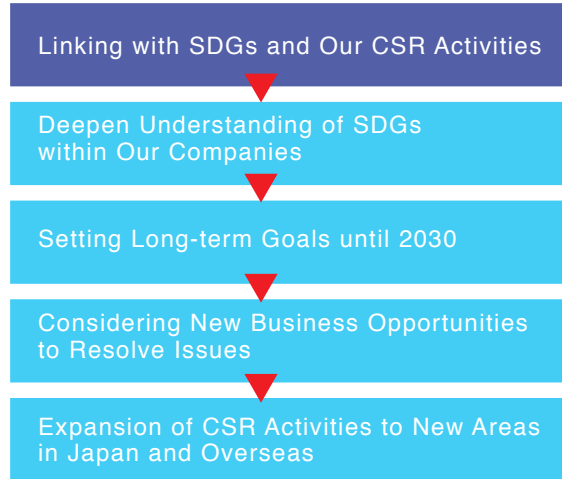 Linking with SDGs and Our CSR Activities
Deepen Understanding of SDGs
within Our Companies
Setting Long-term Goals until 2030
Considering New Business Opportunities
to Resolve Issues
Expansion of CSR Activities to New Areas
in Japan and Overseas